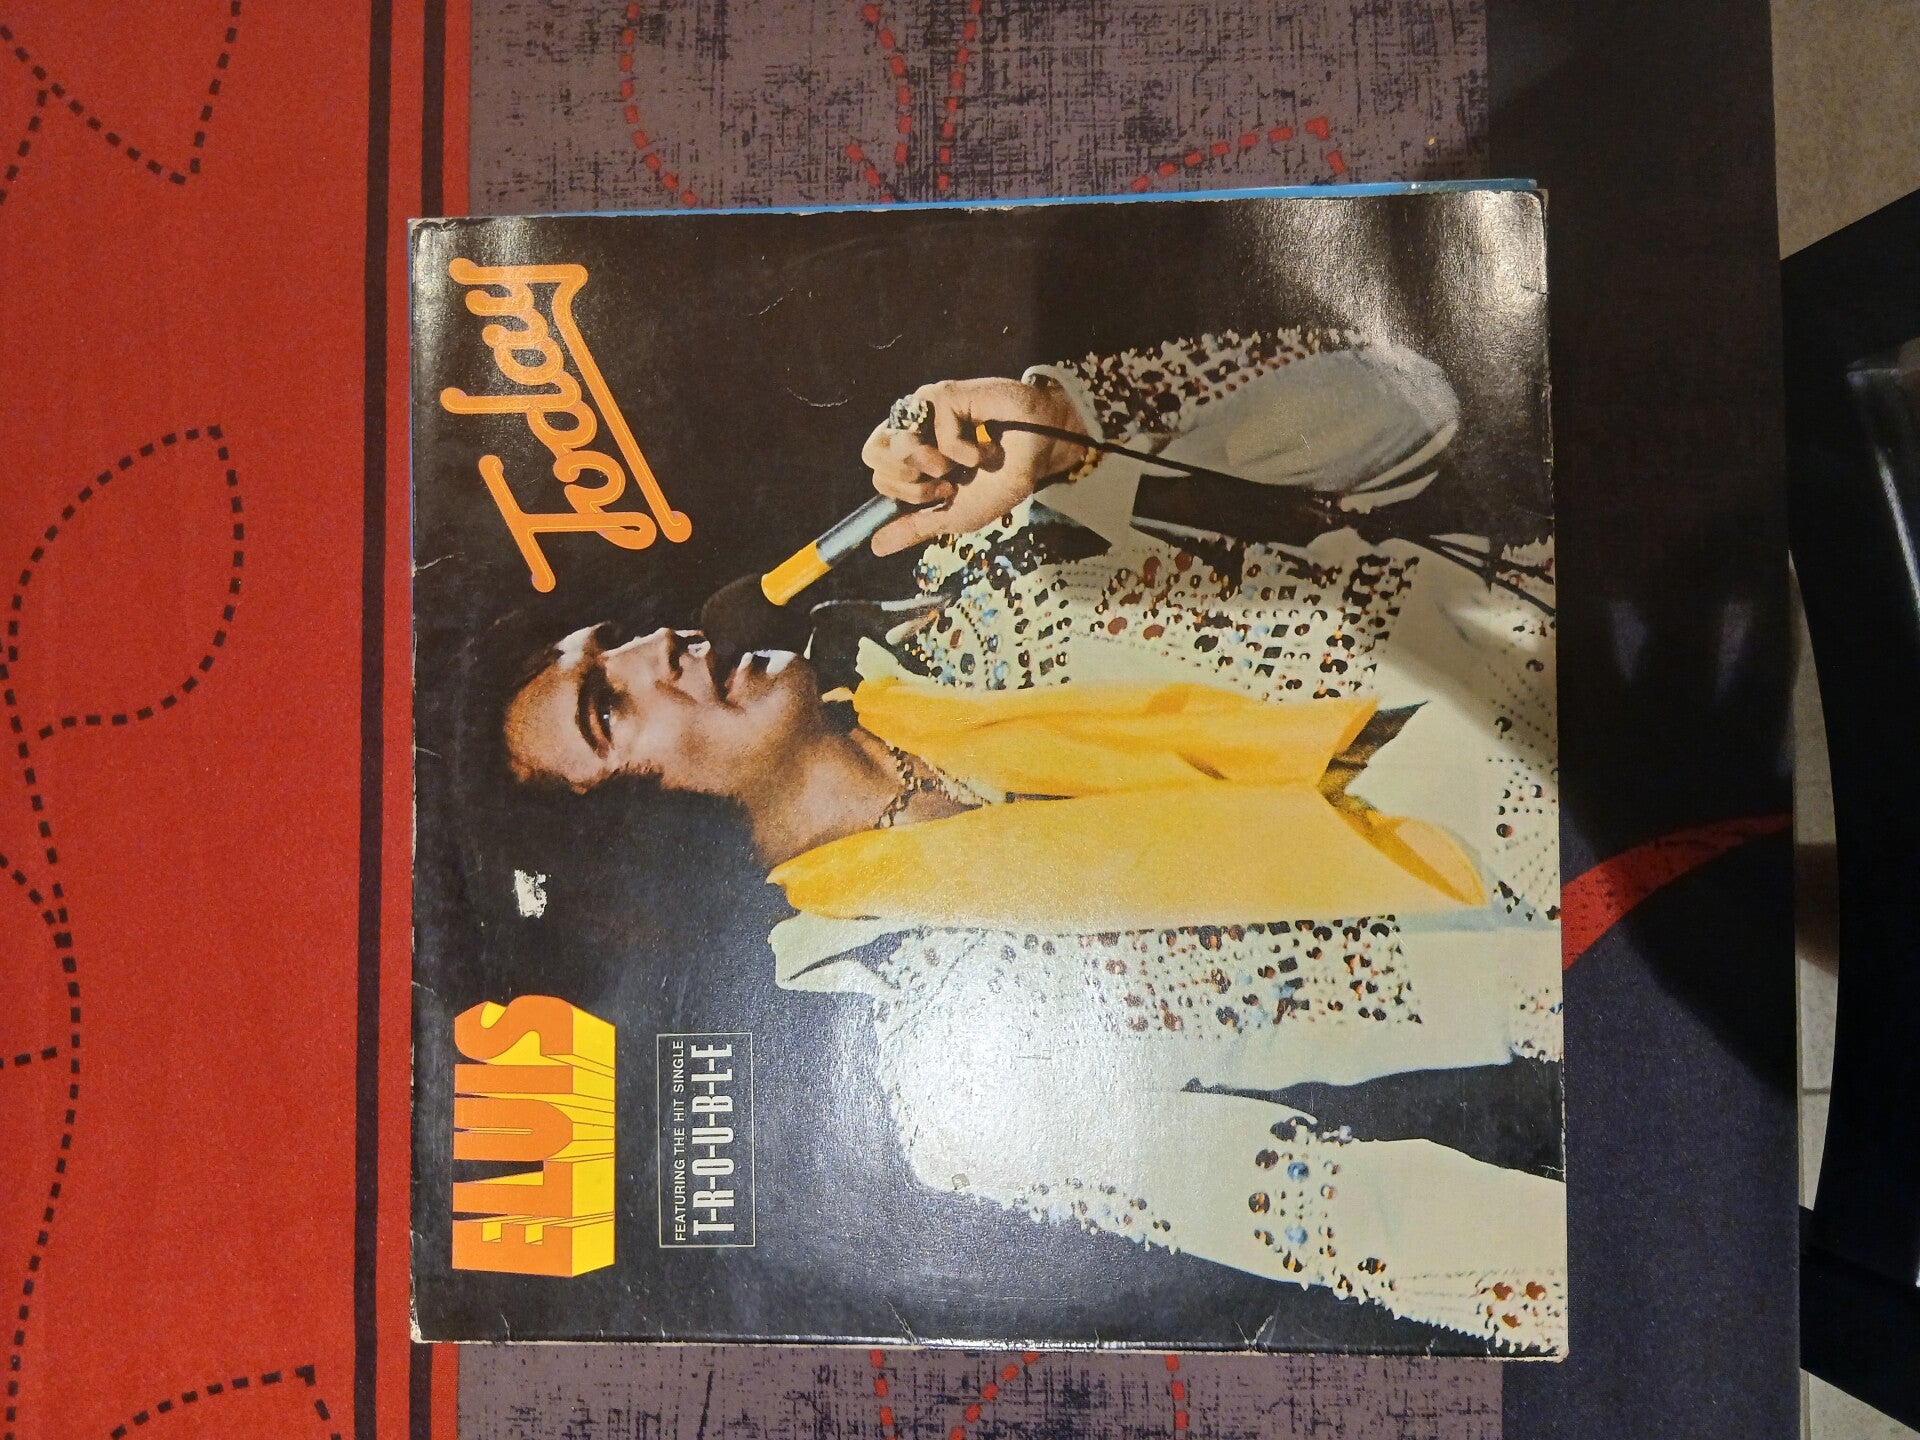 ELVIS
Today
FEATURING THE HIT SINGLE
T-R-O-U-B-L-E